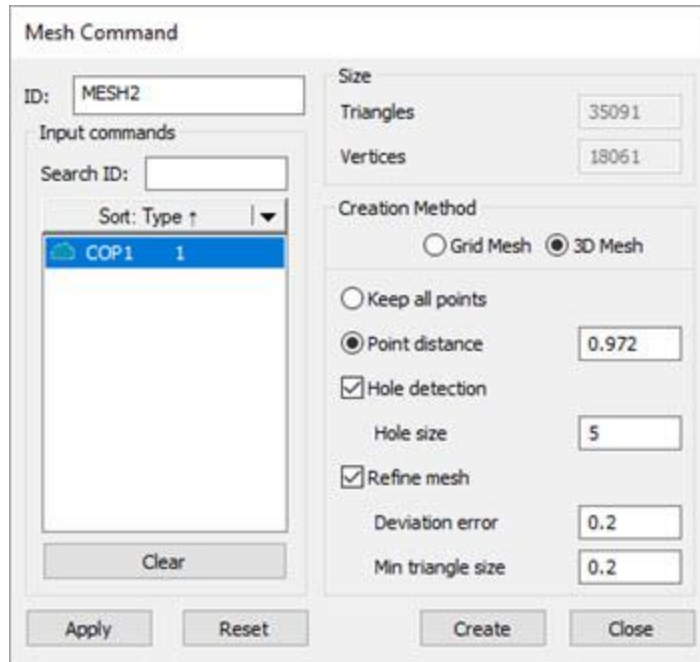 Mesh Command
ID: MESH2
Input commands
Search ID:
Sort: Type ↑
COP1 1
Clear
Apply Reset
Size
Triangles 35091
Vertices 18061
Creation Method
Grid Mesh 3D Mesh
Keep all points
Point distance 0.972
Hole detection
Hole size 5
Refine mesh
Deviation error 0.2
Min triangle size 0.2
Create Close